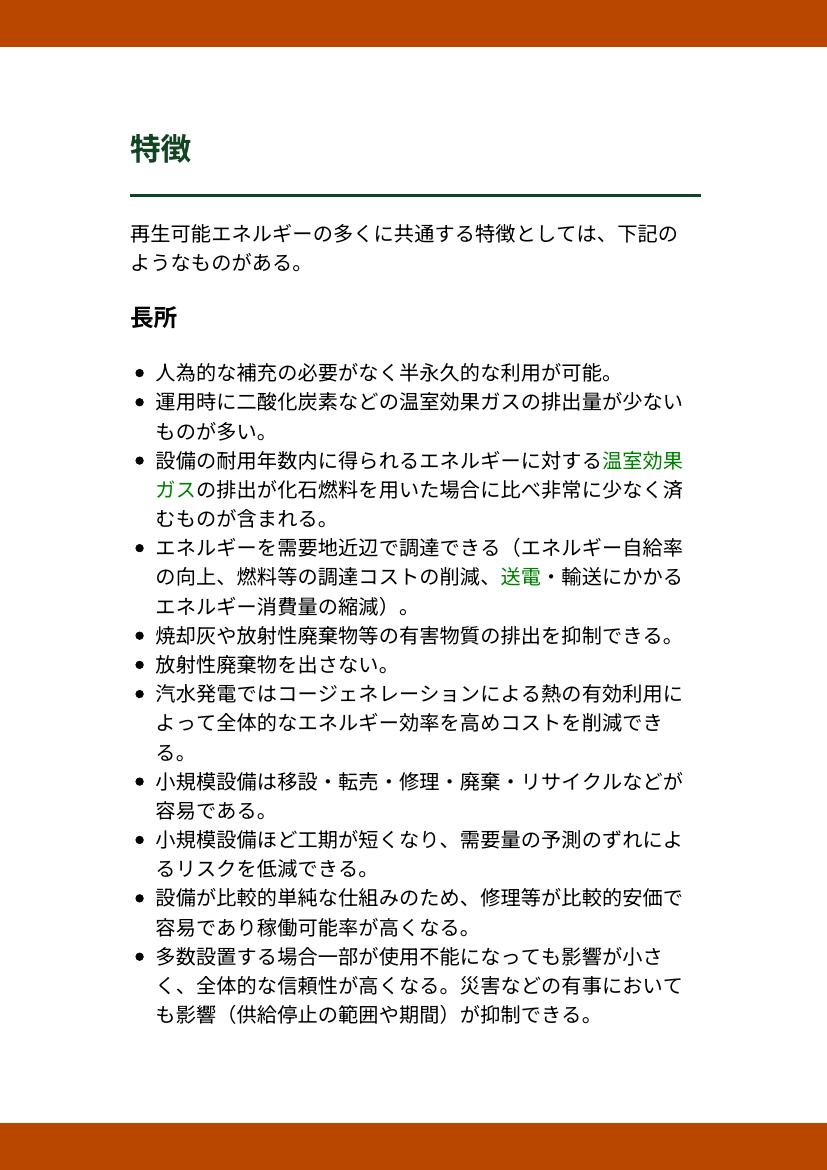 特徴
再生可能エネルギーの多くに共通する特徴としては、下記の
ようなものがある。
長所
• 人為的な補充の必要がなく半永久的な利用が可能。
• 運用時に二酸化炭素などの温室効果ガスの排出量が少ない
ものが多い。
• 設備の耐用年数内に得られるエネルギーに対する温室効果
ガスの排出が化石燃料を用いた場合に比べ非常に少なく済
むものが含まれる。
• エネルギーを需要地近辺で調達できる（エネルギー自給率
の向上、燃料等の調達コストの削減、送電・輸送にかかる
エネルギー消費量の縮減）。
• 焼却灰や放射性廃棄物等の有害物質の排出を抑制できる。
• 放射性廃棄物を出さない。
• 汽水発電ではコージェネレーションによる熱の有効利用に
よって全体的なエネルギー効率を高めコストを削減でき
る。
• 小規模設備は移設・転売・修理・廃棄・リサイクルなどが
容易である。
• 小規模設備ほど工期が短くなり、需要量の予測のずれによ
るリスクを低減できる。
• 設備が比較的単純な仕組みのため、修理等が比較的安価で
容易であり稼働可能率が高くなる。
• 多数設置する場合一部が使用不能になっても影響が小さ
く、全体的な信頼性が高くなる。災害などの有事において
も影響（供給停止の範囲や期間）が抑制できる。